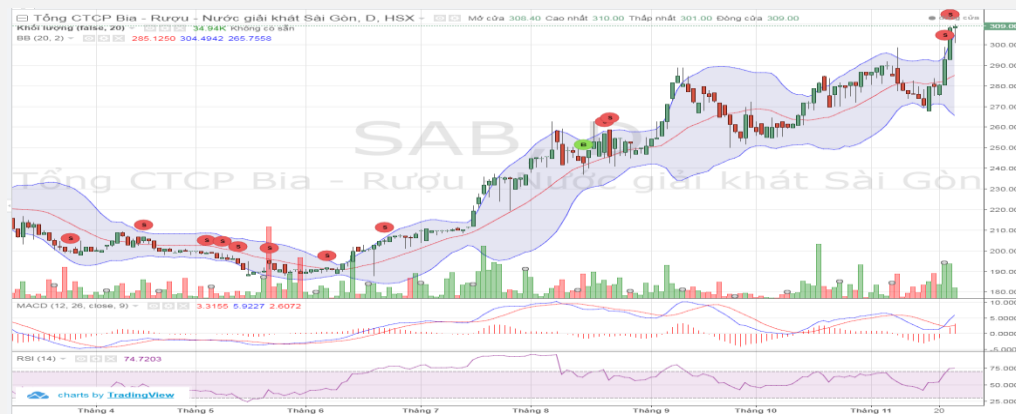 Tổng CTCP Bia - Rượu - Nước giải khát Sài Gòn, D, HSX Mở cửa 308.40 Cao nhất 310.00 Thấp nhất 301.00 Đóng cửa 309.00
Khối lượng (false, 20) 34.94K Không có sẵn
BB (20, 2) 285.1250 304.4942 265.7558
309.00
300.00
290.00
280.00
270.00
260.00
250.00
240.00
230.00
220.00
210.00
200.00
190.00
180.00
SAB, D
Tổng CTCP Bia - Rượu - Nước giải khát Sài Gòn
MACD (12, 26, close, 9) 3.3155 5.9227 2.6072
10.000
5.0000
0.0000
-5.000
RSI (14) 74.7203
75.000
50.000
25.000
charts by TradingView
Tháng 4 Tháng 5 Tháng 6 Tháng 7 Tháng 8 Tháng 9 Tháng 10 Tháng 11 20